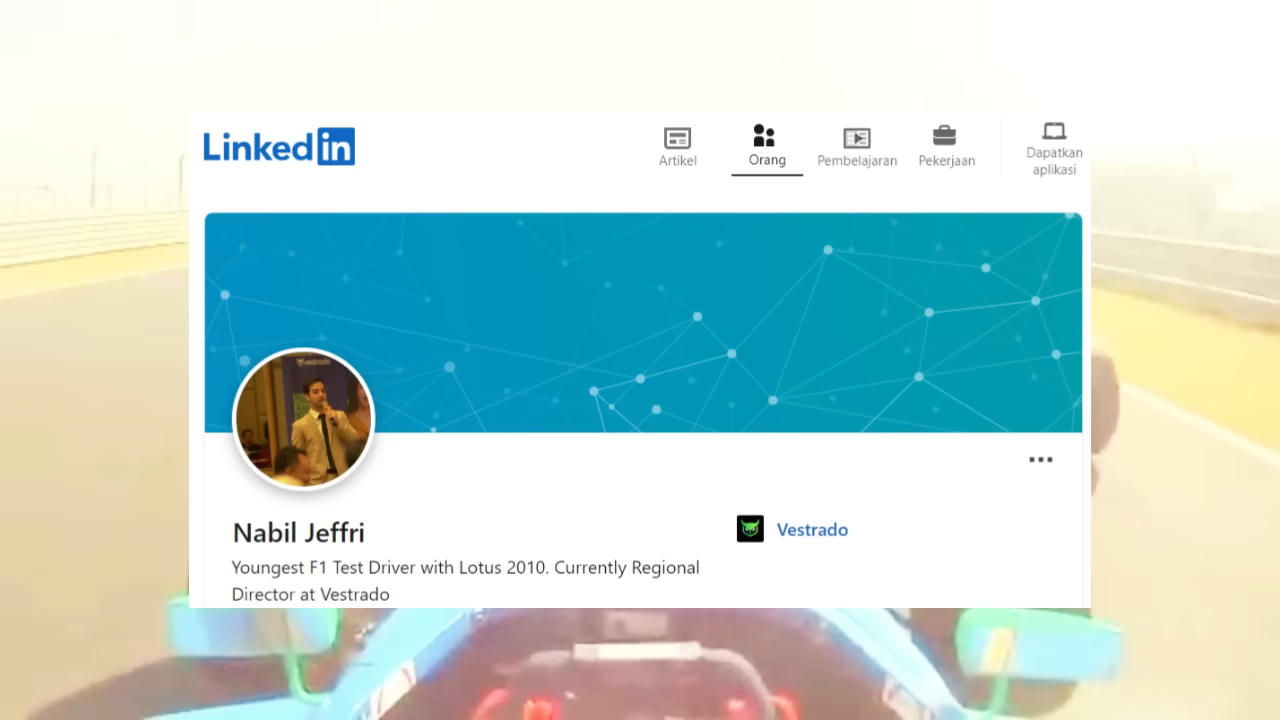 LinkedIn
Artikel
Orang
Pembelajaran
Pekerjaan
Dapatkan
aplikasi
vestrado
Nabil Jeffri
Vestrado
Youngest F1 Test Driver with Lotus 2010. Currently Regional
Director at Vestrado